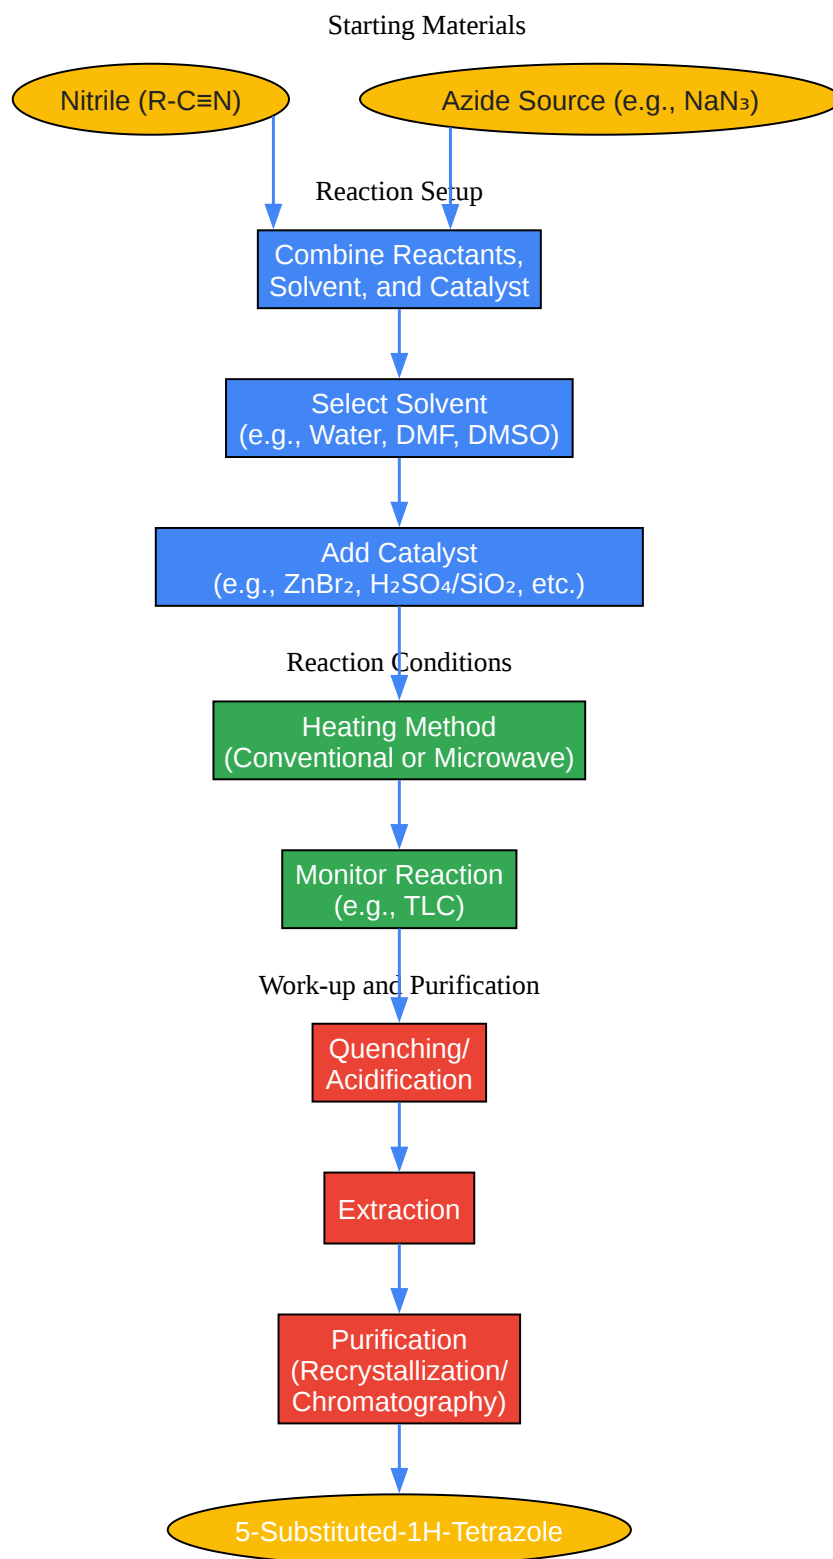 Starting Materials
Nitrile (R-C≡N)
Azide Source (e.g., NaN₃)
Reaction Setup
Combine Reactants,
Solvent, and Catalyst
Select Solvent
(e.g., Water, DMF, DMSO)
Add Catalyst
(e.g., ZnBr₂, H₂SO₄/SiO₂, etc.)
Reaction Conditions
Heating Method
(Conventional or Microwave)
Monitor Reaction
(e.g., TLC)
Work-up and Purification
Quenching/
Acidification
Extraction
Purification
(Recrystallization/
Chromatography)
5-Substituted-1H-Tetrazole